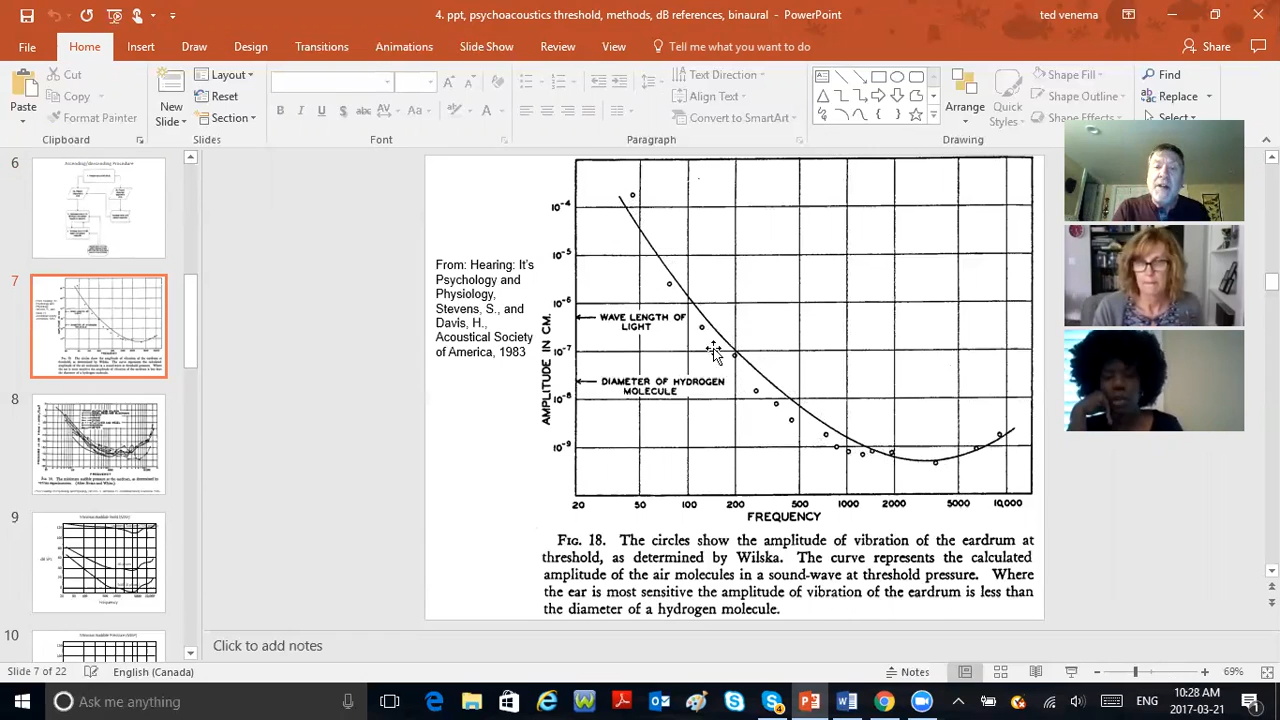 4. ppt, psychoacoustics threshold, methods, dB references, binaural - PowerPoint
ted venema
File Home Insert Draw Design Transitions Animations Slide Show Review View Tell me what you want to do Share
Paste
Cut
Copy
Format Painter
Clipboard
New
Slide
Layout
Reset
Section
Slides
B I U S abc AV Aa A
Font
Text Direction
Align Text
Convert to SmartArt
Paragraph
Arrange
Quick
Styles
Shape Fill
Shape Outline
Shape Effects
Drawing
Find
Replace
Select
6
7
8
9
10
From: Hearing: It's
Psychology and
Physiology,
Stevens, S., and
Davis, H.,
Acoustical Society
of America, 1983
AMPLITUDE IN CM.
10-4
10-5
10-6
WAVE LENGTH OF
LIGHT
10-7
DIAMETER OF HYDROGEN
MOLECULE
10-8
10-9
20 50 100 200 500 1000 2000 5000 10,000
FREQUENCY
FIG. 18. The circles show the amplitude of vibration of the eardrum at
threshold, as determined by Wilska. The curve represents the calculated
amplitude of the air molecules in a sound-wave at threshold pressure. Where
the ear is most sensitive the amplitude of vibration of the eardrum is less than
the diameter of a hydrogen molecule.
Click to add notes
Slide 7 of 22 English (Canada) Notes 69%
Ask me anything
ENG
10:28 AM
2017-03-21